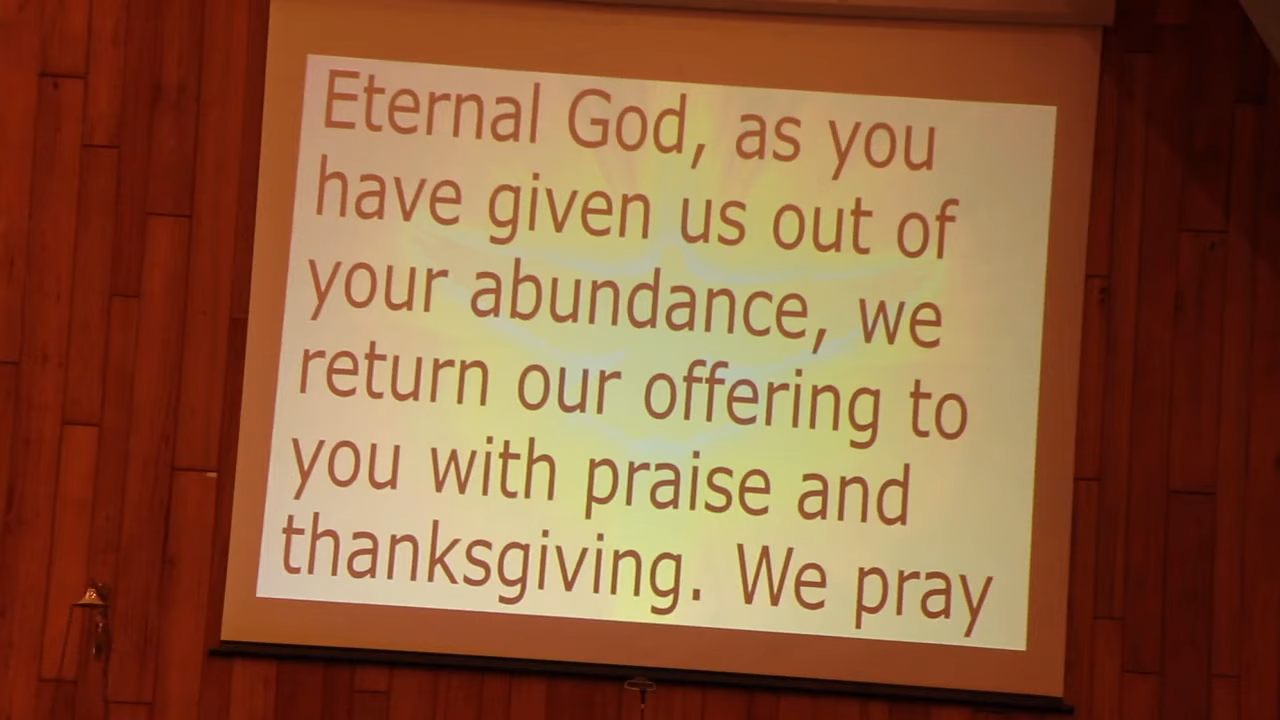 Eternal God, as you
have given us out of
your abundance, we
return our offering to
you with praise and
thanksgiving. We pray